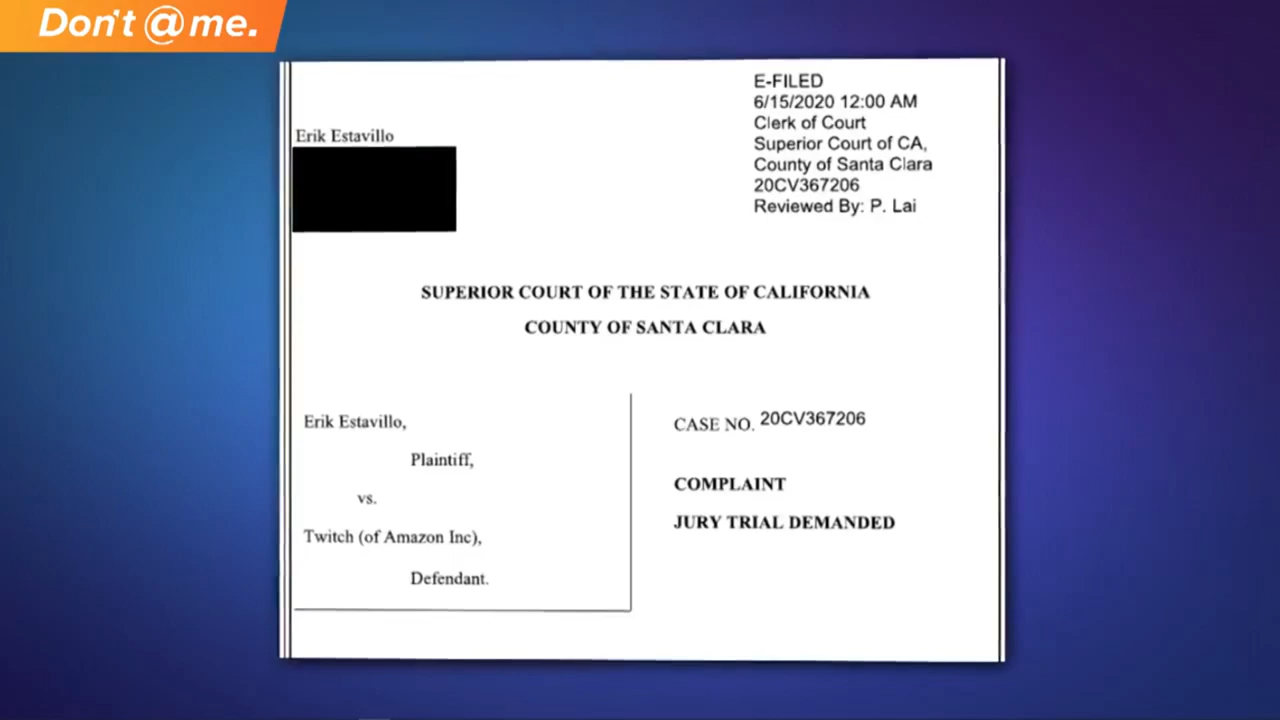 Don't @me.
E-FILED
6/15/2020 12:00 AM
Clerk of Court
Superior Court of CA,
County of Santa Clara
20CV367206
Reviewed By: P. Lai
Erik Estavillo
SUPERIOR COURT OF THE STATE OF CALIFORNIA
COUNTY OF SANTA CLARA
Erik Estavillo,
Plaintiff,
vs.
Twitch (of Amazon Inc),
Defendant.
CASE NO. 20CV367206
COMPLAINT
JURY TRIAL DEMANDED